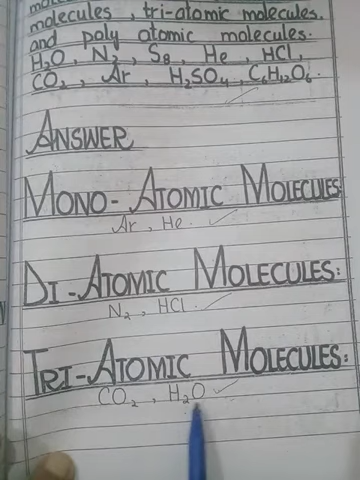 molecules, tri-atomic molecules,
and poly atomic molecules.
H₂O, N₂, S₈, He, HCl,
CO₂, Ar, H₂SO₄, C₆H₁₂O₆.
ANSWER
MONO-ATOMIC MOLECULES
Ar, He.
DI-ATOMIC MOLECULES:
N₂, HCl.
TRI-ATOMIC MOLECULES:
CO₂, H₂O